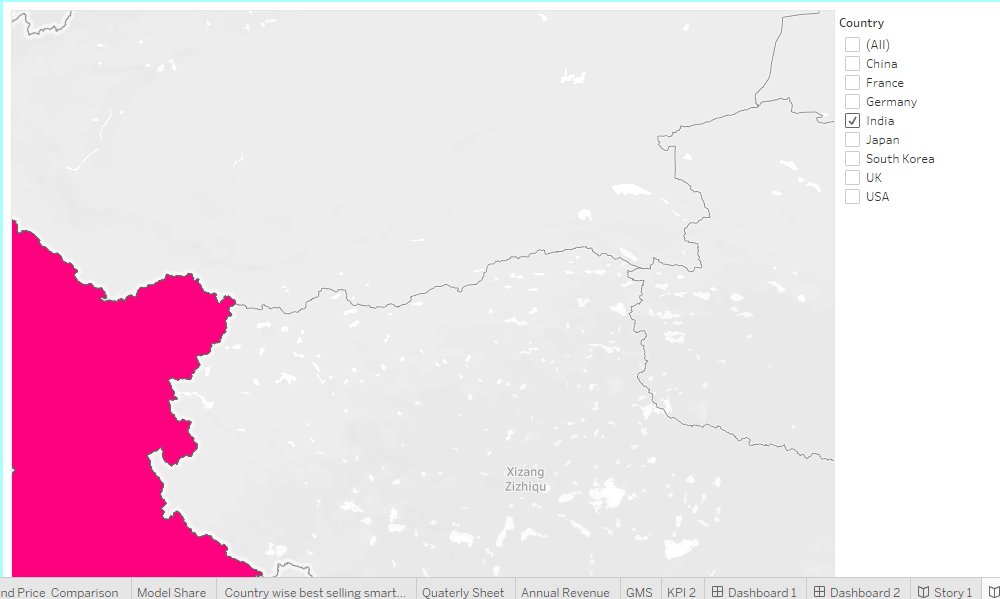 Country
(All)
China
France
Germany
India
Japan
South Korea
UK
USA
Xizang
Zizhiqu
nd Price Comparison
Model Share
Country wise best selling smart...
Quaterly Sheet
Annual Revenue
GMS
KPI 2
Dashboard 1
Dashboard 2
Story 1